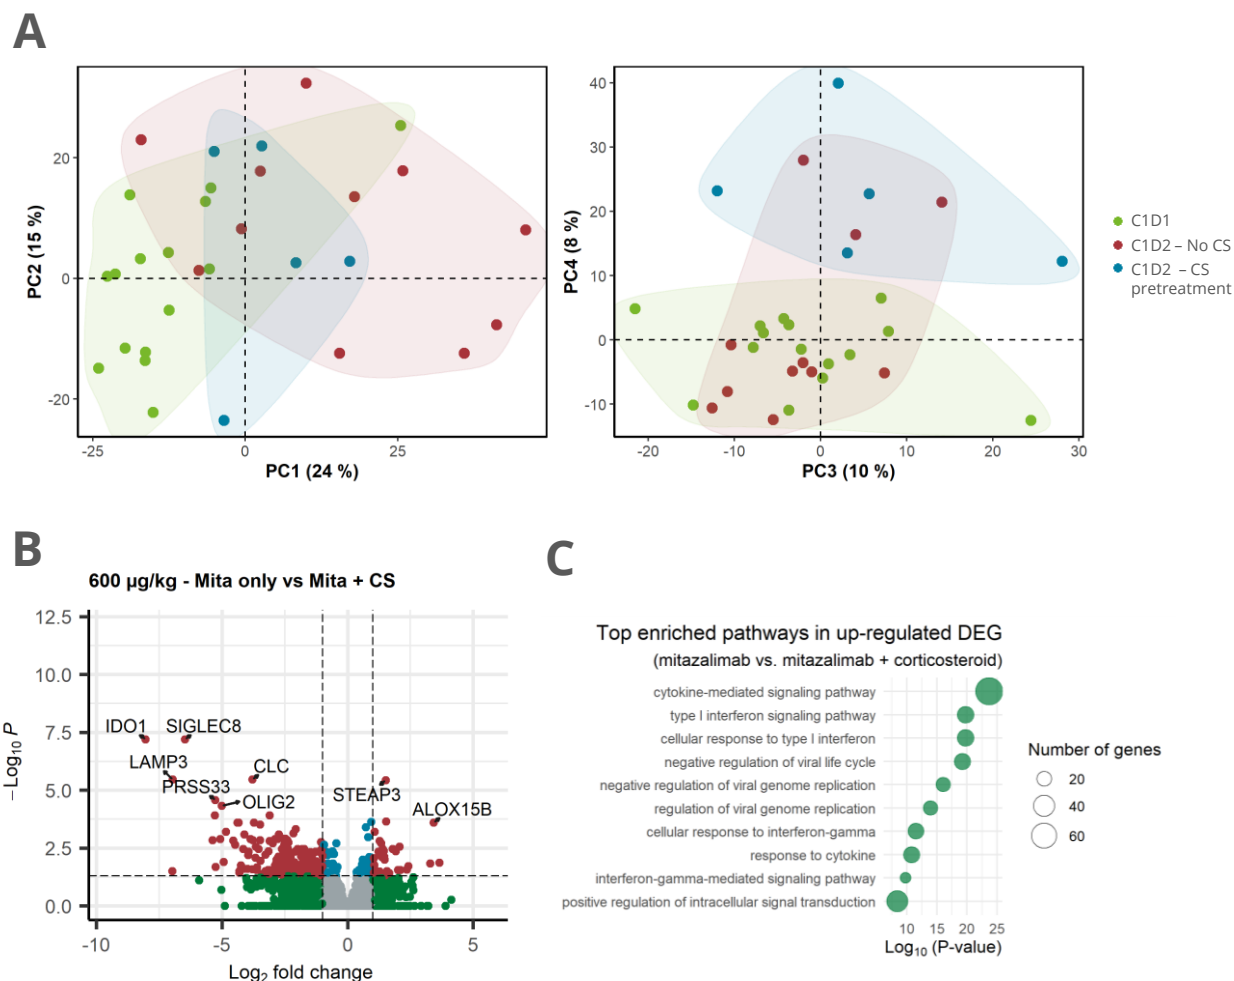 A
20
0
-20
-25
0
25
PC2 (15 %)
PC1 (24 %)
40
30
20
10
0
-10
-20
-10
0
10
20
30
PC4 (8 %)
PC3 (10 %)
C1D1
C1D2 – No CS
C1D2 – CS
pretreatment
B
600 µg/kg - Mita only vs Mita + CS
12.5
10.0
7.5
5.0
2.5
0.0
–Log10 P
IDO1
SIGLEC8
LAMP3
CLC
PRSS33
OLIG2
STEAP3
ALOX15B
-10
-5
0
5
Log2 fold change
C
Top enriched pathways in up-regulated DEG
(mitazalimab vs. mitazalimab + corticosteroid)
cytokine-mediated signaling pathway
type I interferon signaling pathway
cellular response to type I interferon
negative regulation of viral life cycle
negative regulation of viral genome replication
regulation of viral genome replication
cellular response to interferon-gamma
response to cytokine
interferon-gamma-mediated signaling pathway
positive regulation of intracellular signal transduction
10
15
20
25
Log10 (P-value)
Number of genes
20
40
60